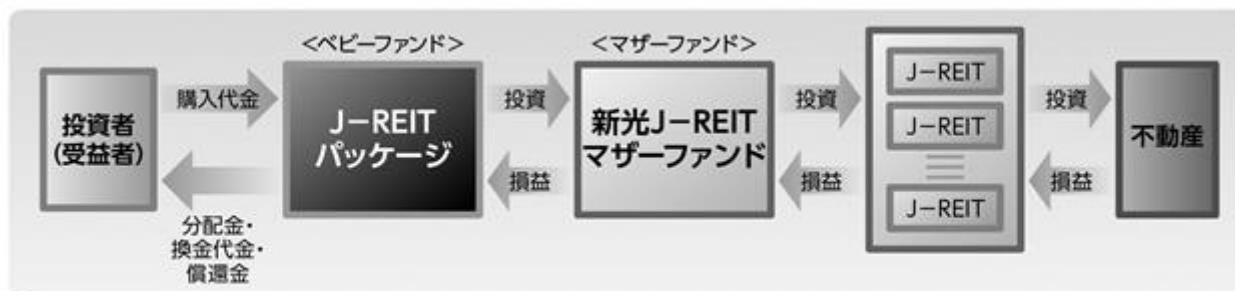 <ベビーファンド>
<マザーファンド>
投資者
(受益者)
購入代金
分配金・
換金代金・
償還金
J-REIT
パッケージ
投資
損益
新光J-REIT
マザーファンド
投資
損益
J-REIT
J-REIT
J-REIT
投資
損益
不動産